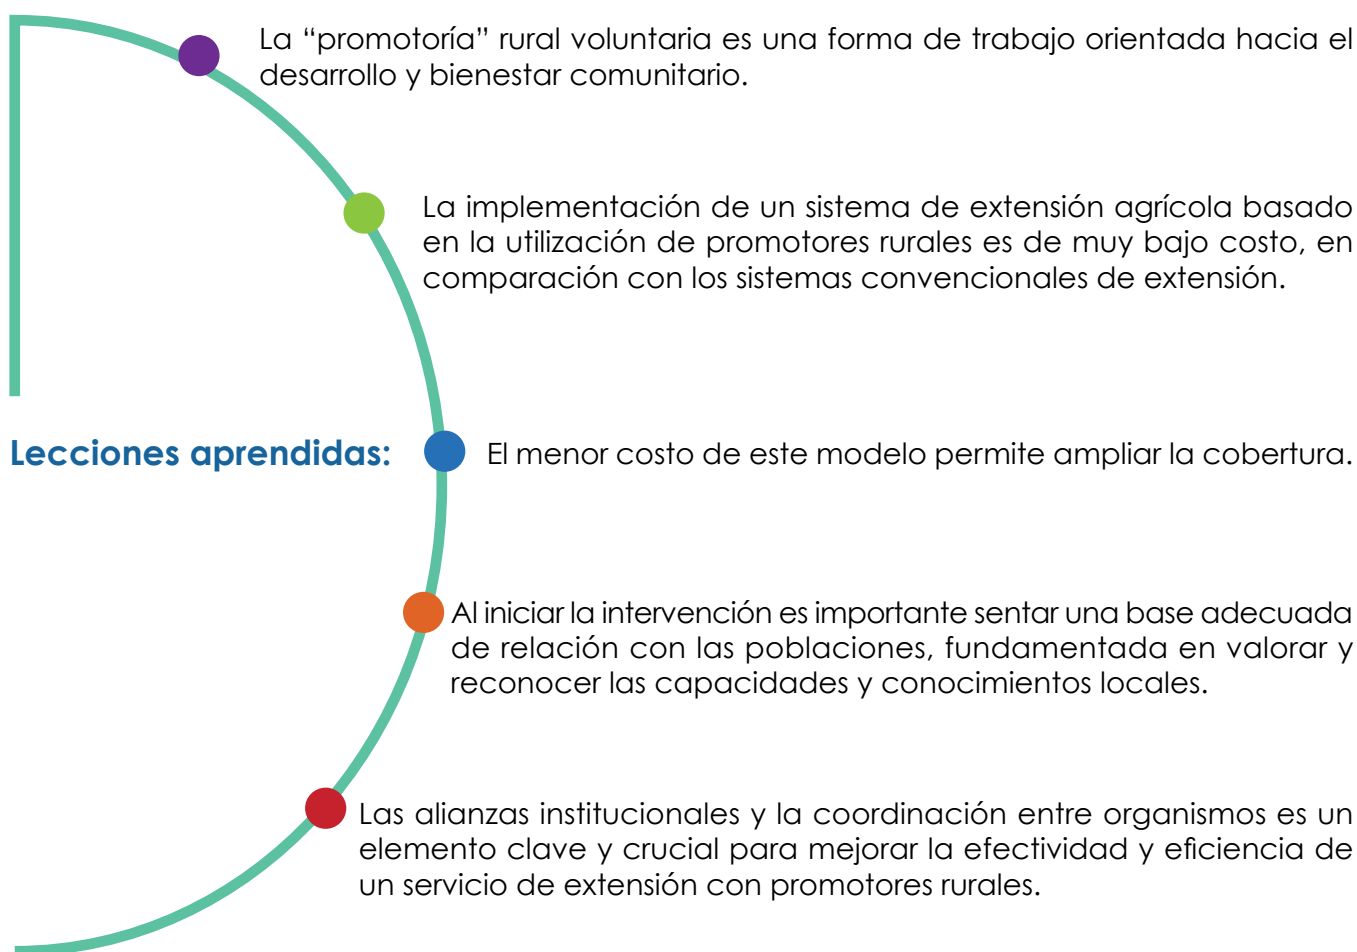 La “promotoría” rural voluntaria es una forma de trabajo orientada hacia el
desarrollo y bienestar comunitario.
La implementación de un sistema de extensión agrícola basado
en la utilización de promotores rurales es de muy bajo costo, en
comparación con los sistemas convencionales de extensión.
Lecciones aprendidas:
El menor costo de este modelo permite ampliar la cobertura.
Al iniciar la intervención es importante sentar una base adecuada
de relación con las poblaciones, fundamentada en valorar y
reconocer las capacidades y conocimientos locales.
Las alianzas institucionales y la coordinación entre organismos es un
elemento clave y crucial para mejorar la efectividad y eficiencia de
un servicio de extensión con promotores rurales.